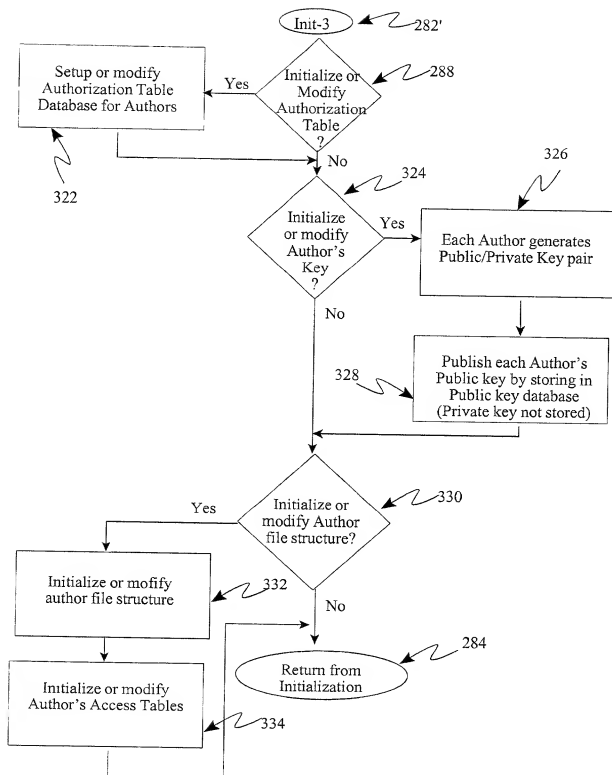 Init-3
282'
Setup or modify
Authorization Table
Database for Authors
Yes
Initialize or
Modify
Authorization
Table
?
288
322
No
324
326
Initialize
or modify
Author's
Key
?
Yes
Each Author generates
Public/Private Key pair
No
328
Publish each Author's
Public key by storing in
Public key database
(Private key not stored)
Yes
Initialize or
modify Author
file structure?
330
Initialize or mofify
author file structure
332
No
Return from
Initialization
284
Initialize or modify
Author's Access Tables
334